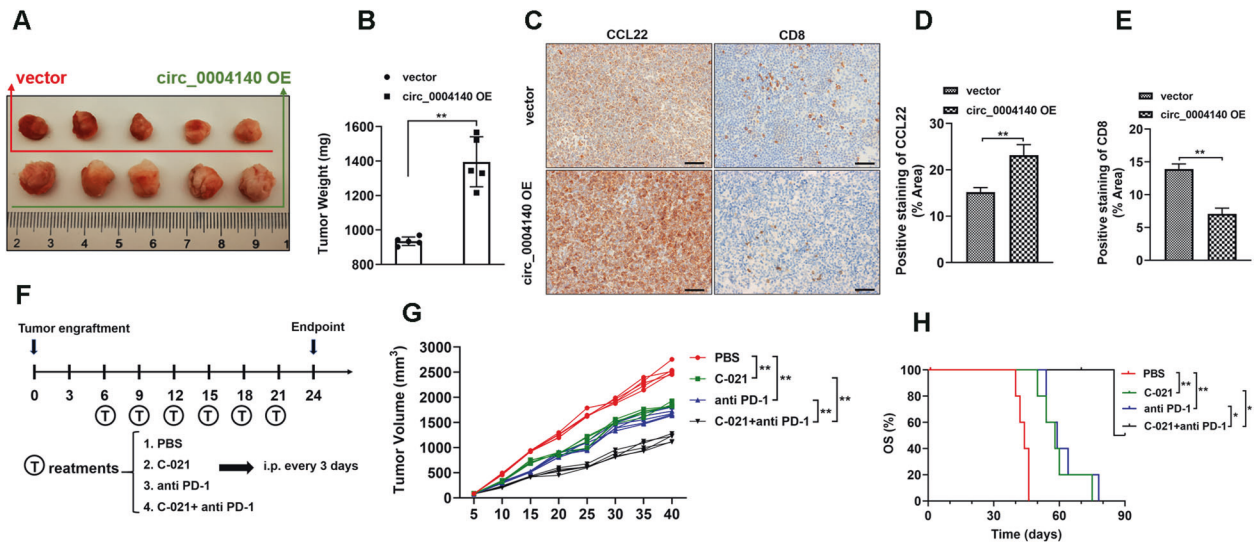 A
vector
circ_0004140 OE
2 3 4 5 6 7 8 9 1
B
vector
circ_0004140 OE
**
Tumor Weight (mg)
1600
1400
1200
1000
800
C
CCL22
CD8
vector
circ_0004140 OE
D
vector
circ_0004140 OE
**
Positive staining of CCL22
(% Area)
30
20
10
0
E
vector
circ_0004140 OE
**
Positive staining of CD8
(% Area)
20
15
10
5
0
F
Tumor engraftment
Endpoint
0 3 6 9 12 15 18 21 24
T T T T T T
T reatments
1. PBS
2. C-021
3. anti PD-1
4. C-021+ anti PD-1
i.p. every 3 days
G
Tumor Volume (mm3)
3000
2500
2000
1500
1000
500
0
5 10 15 20 25 30 35 40
PBS
C-021
anti PD-1
C-021+anti PD-1
**
**
**
**
H
OS (%)
100
80
60
40
20
0
0 30 60 90
Time (days)
PBS
C-021
anti PD-1
C-021+anti PD-1
**
**
*
*